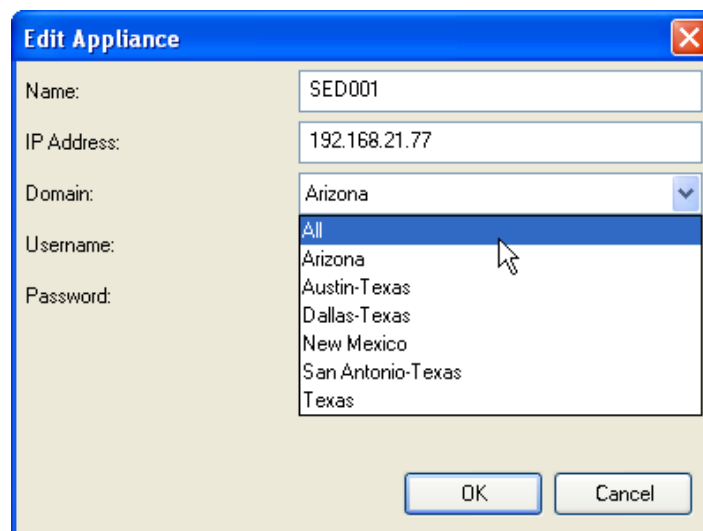 Edit Appliance
Name:
SED001
IP Address:
192.168.21.77
Domain:
Arizona
All
Arizona
Austin-Texas
Dallas-Texas
New Mexico
San Antonio-Texas
Texas
Username:
Password:
OK
Cancel